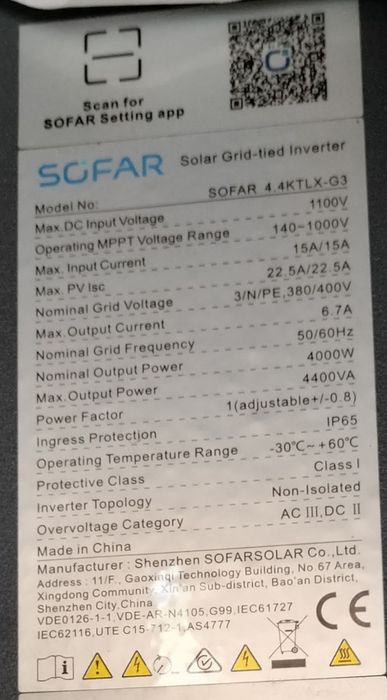 Scan for
SOFAR Setting app
SOFAR Solar Grid-tied Inverter
Model No: SOFAR 4.4KTLX-G3
Max.DC Input Voltage 1100V
Operating MPPT Voltage Range 140-1000V
Max. Input Current 15A/15A
Max. PV Isc 22.5A/22.5A
Nominal Grid Voltage 3/N/PE,380/400V
Max.Output Current 6.7A
Nominal Grid Frequency 50/60Hz
Nominal Output Power 4000W
Max.Output Power 4400VA
Power Factor 1(adjustable+/-0.8)
Ingress Protection IP65
Operating Temperature Range -30℃~+60℃
Protective Class Class I
Inverter Topology Non-Isolated
Overvoltage Category AC III,DC II
Made in China
Manufacturer : Shenzhen SOFARSOLAR Co.,Ltd.
Address : 11/F., Gaoxinqi Technology Building, No.67 Area,
Xingdong Community, Xin'an Sub-district, Bao'an District,
Shenzhen City,China
VDE0126-1-1,VDE-AR-N4105,G99,IEC61727
IEC62116,UTE C15-712-1,AS4777
CE